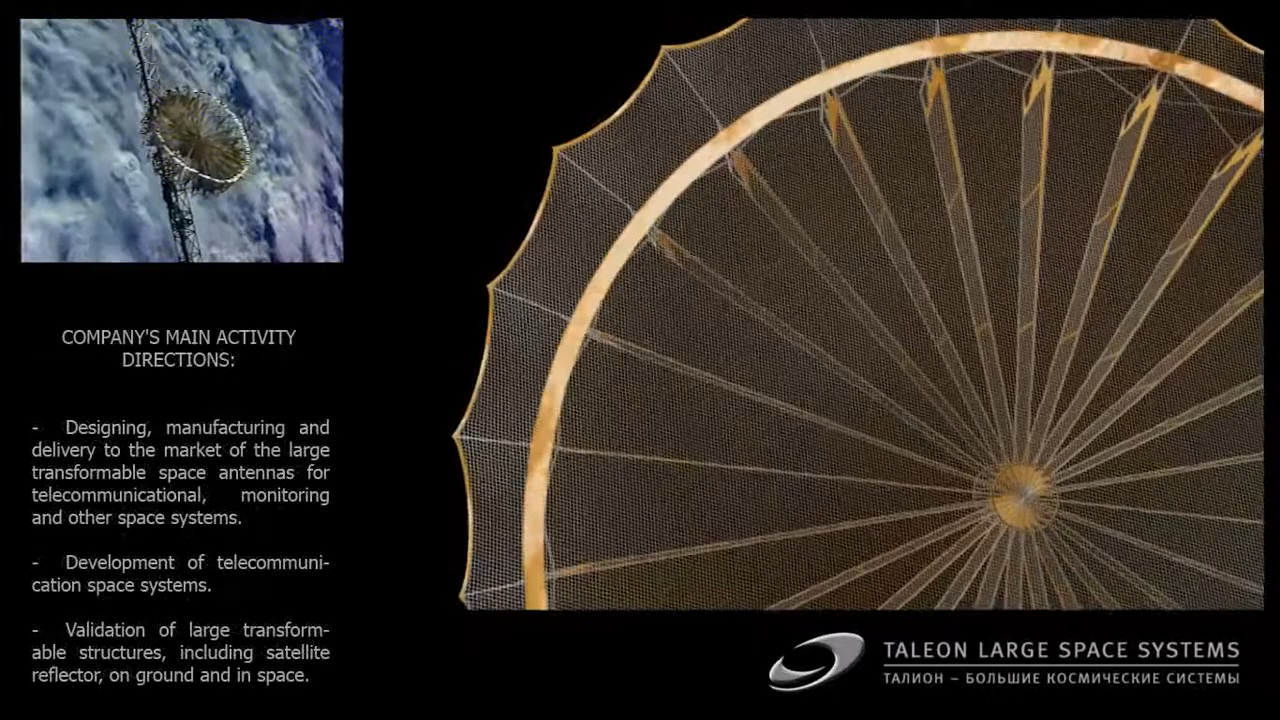 COMPANY'S MAIN ACTIVITY
DIRECTIONS:
- Designing, manufacturing and
delivery to the market of the large
transformable space antennas for
telecommunicational, monitoring
and other space systems.
- Development of telecommuni-
cation space systems.
- Validation of large transform-
able structures, including satellite
reflector, on ground and in space.
TALEON LARGE SPACE SYSTEMS
ТАЛИОН – БОЛЬШИЕ КОСМИЧЕСКИЕ СИСТЕМЫ